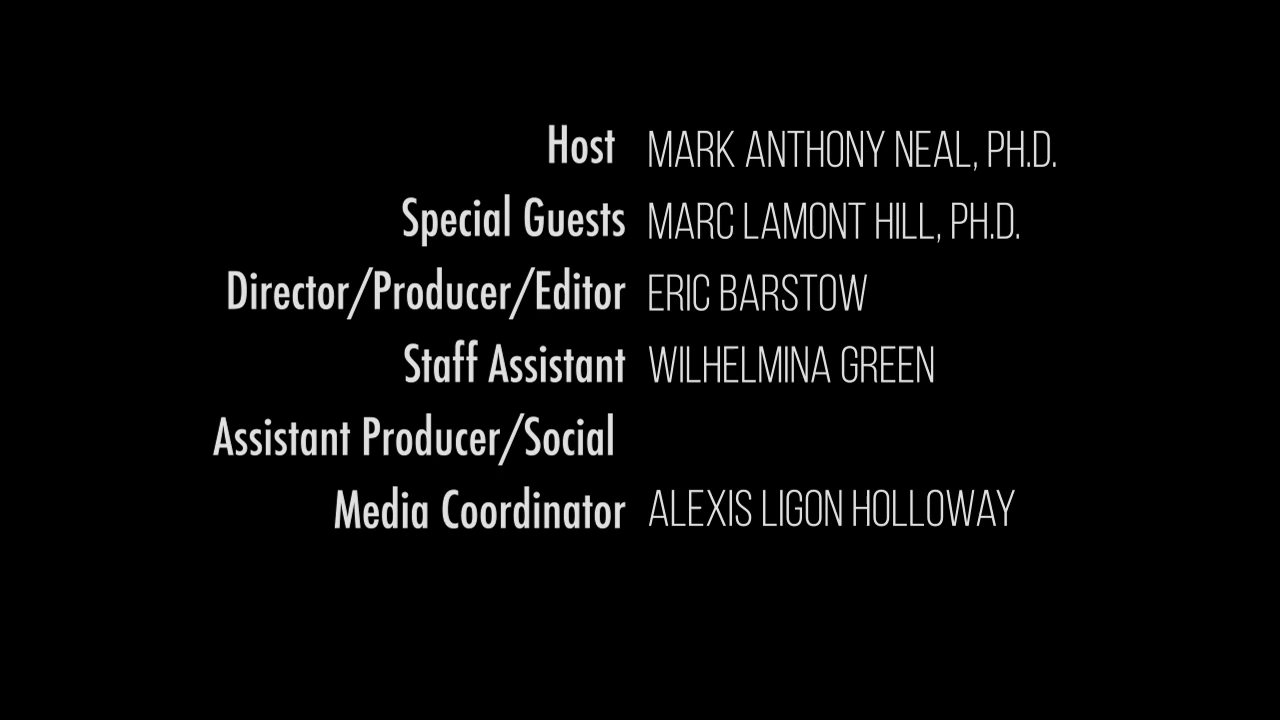 Host MARK ANTHONY NEAL, PH.D.
Special Guests MARC LAMONT HILL, PH.D.
Director/Producer/Editor ERIC BARSTOW
Staff Assistant WILHELMINA GREEN
Assistant Producer/Social
Media Coordinator ALEXIS LIGON HOLLOWAY